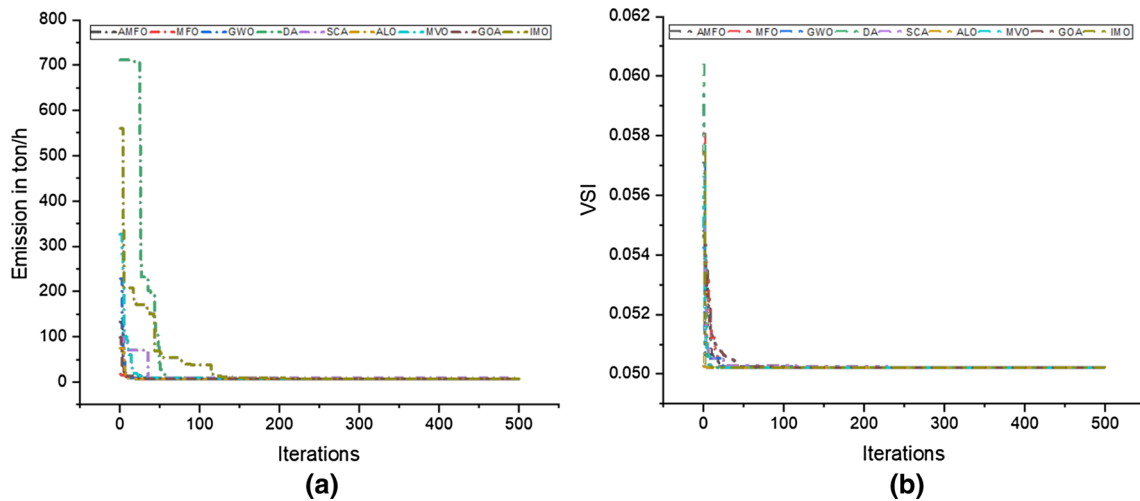 AMFO MFO GWO DA SCA ALO MVO GOA IMO
800
700
600
500
400
300
200
100
0
Emission in ton/h
0 100 200 300 400 500
Iterations
(a)
AMFO MFO GWO DA SCA ALO MVO GOA IMO
0.062
0.060
0.058
0.056
0.054
0.052
0.050
VSI
0 100 200 300 400 500
Iterations
(b)